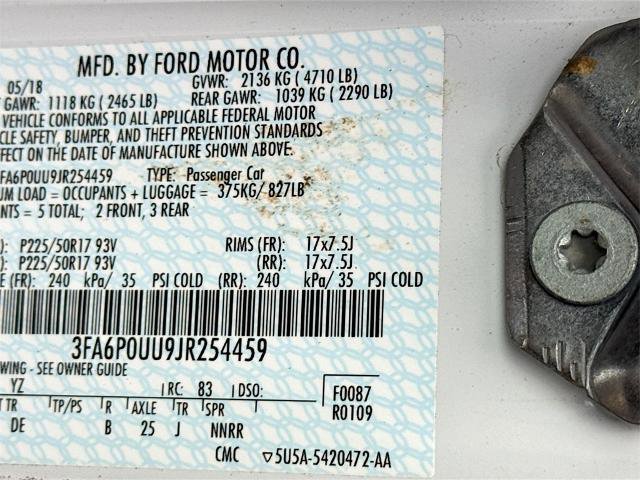 MFD. BY FORD MOTOR CO.
05/18 GVWR: 2136 KG ( 4710 LB)
GAWR: 1118 KG ( 2465 LB) REAR GAWR: 1039 KG ( 2290 LB)
VEHICLE CONFORMS TO ALL APPLICABLE FEDERAL MOTOR
CLE SAFETY, BUMPER, AND THEFT PREVENTION STANDARDS
FFECT ON THE DATE OF MANUFACTURE SHOWN ABOVE.
FA6P0UU9JR254459 TYPE: Passenger Car
UM LOAD = OCCUPANTS + LUGGAGE = 375KG/ 827LB
NTS = 5 TOTAL; 2 FRONT, 3 REAR
P225/50R17 93V RIMS (FR): 17x7.5J
P225/50R17 93V (RR): 17x7.5J
E (FR): 240 kPa/ 35 PSI COLD (RR): 240 kPa/ 35 PSI COLD
3FA6P0UU9JR254459
WING - SEE OWNER GUIDE
YZ RC: 83 DSO: F0087
T TR TP/PS R AXLE TR SPR R0109
DE B 25 J NNRR
CMC ▽5U5A-5420472-AA